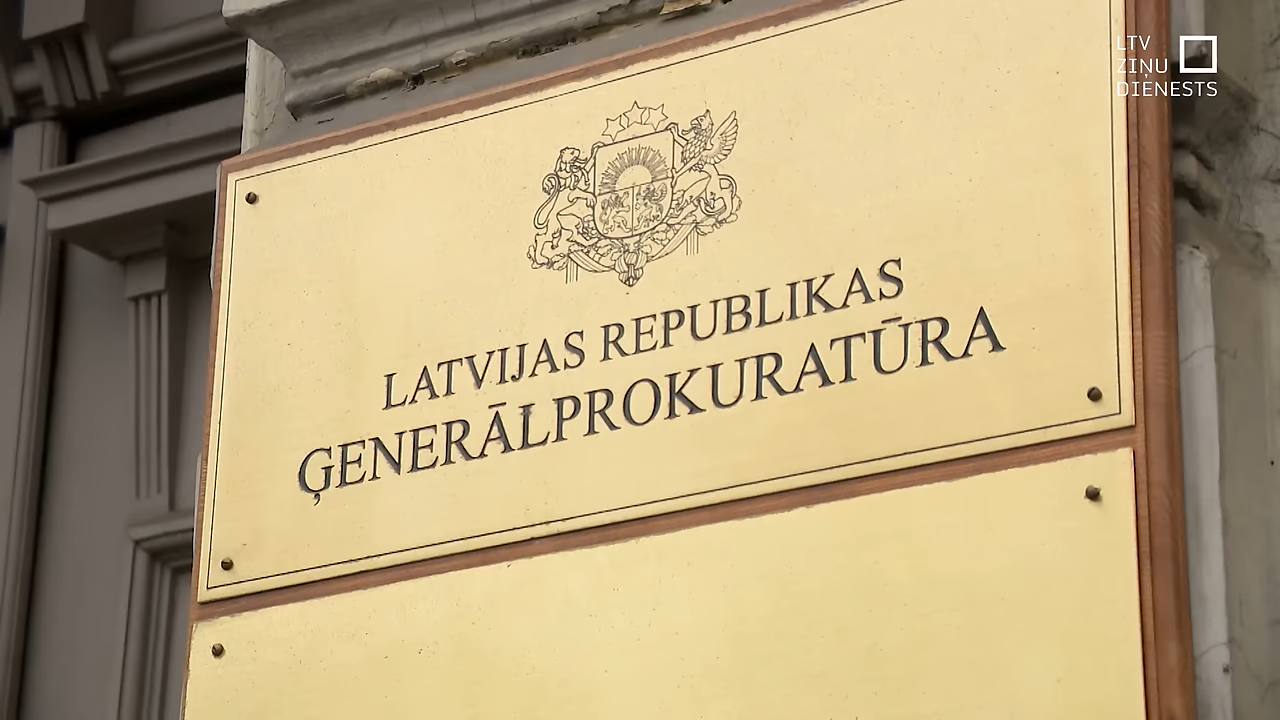 LTV
ZIŅU
DIENESTS
LATVIJAS REPUBLIKAS
ĢENERĀLPROKURATŪRA